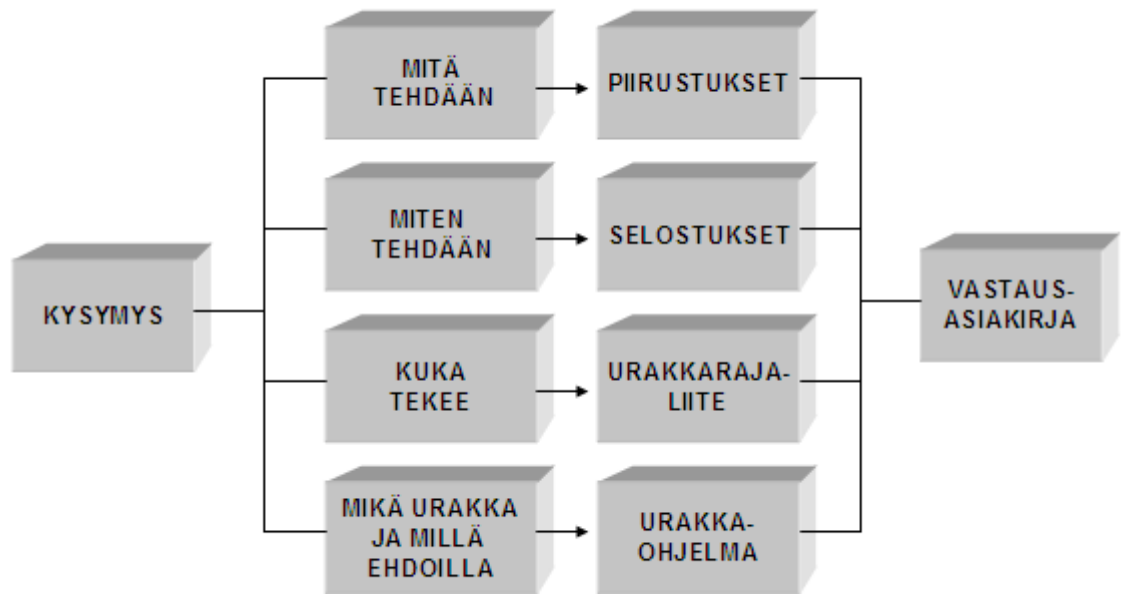 KYSYMYS
MITÄ
TEHDÄÄN
PIIRUSTUKSET
MITEN
TEHDÄÄN
SELOSTUKSET
KUKA
TEKEE
URAKKARAJA-
LIITE
MIKÄ URAKKA
JA MILLÄ
EHDOILLA
URAKKA-
OHJELMA
VASTAUS-
ASIAKIRJA